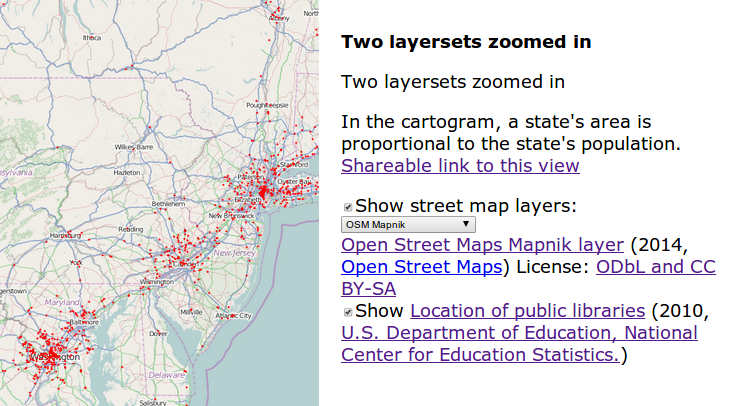 Albany
Ithaca
Poughkeepsie
Wilkes-Barre
Stamford
Hazleton
Paterson
Oyster Bay
Elizabeth
Bethlehem
New Brunswick
Reading
Harrisburg
New Jersey
York
Wilmington
Maryland
Millville
Atlantic City
Baltimore
Dover
Washington
Delaware
Salisbury
Two layersets zoomed in
Two layersets zoomed in
In the cartogram, a state's area is
proportional to the state's population.
Shareable link to this view
Show street map layers:
OSM Mapnik
Open Street Maps Mapnik layer (2014,
Open Street Maps) License: ODbL and CC
BY-SA
Show Location of public libraries (2010,
U.S. Department of Education, National
Center for Education Statistics.)